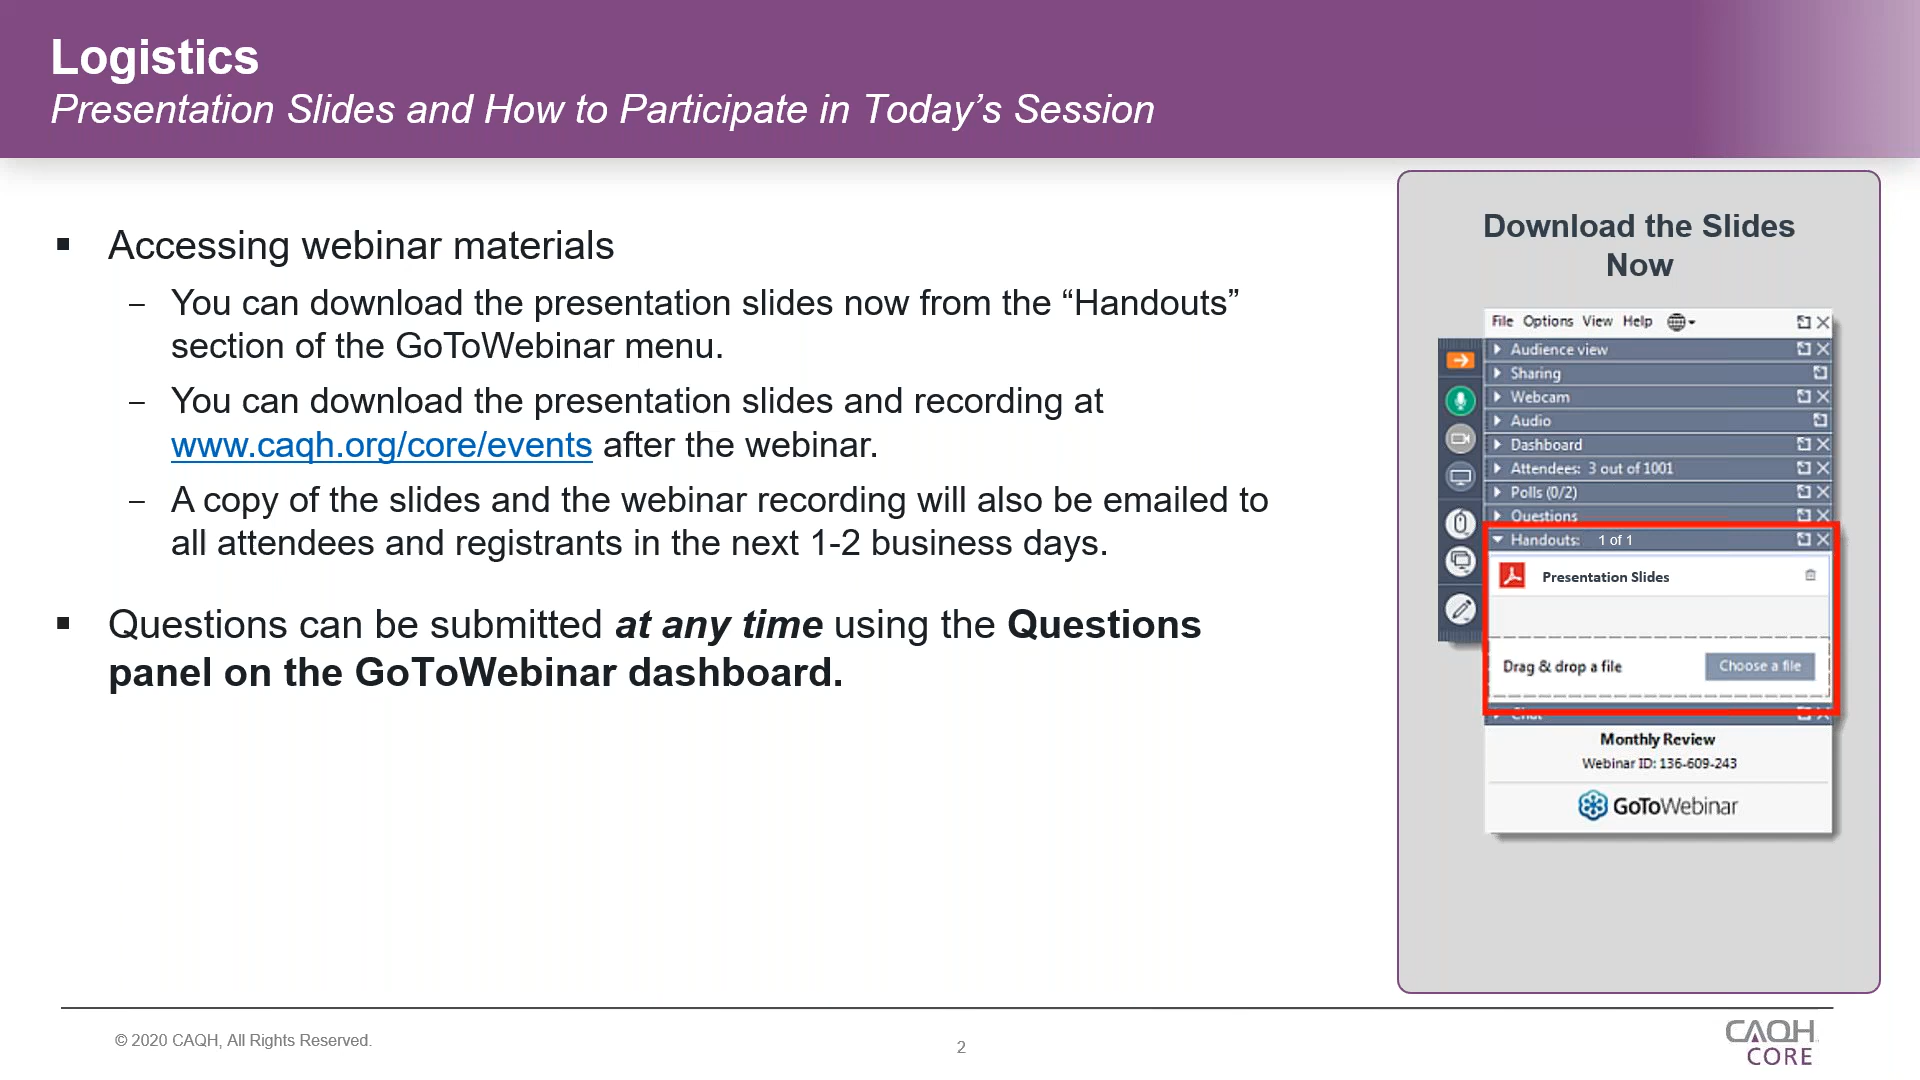 Logistics
Presentation Slides and How to Participate in Today’s Session
▪ Accessing webinar materials
– You can download the presentation slides now from the “Handouts”
section of the GoToWebinar menu.
– You can download the presentation slides and recording at
www.caqh.org/core/events after the webinar.
– A copy of the slides and the webinar recording will also be emailed to
all attendees and registrants in the next 1-2 business days.
▪ Questions can be submitted at any time using the Questions
panel on the GoToWebinar dashboard.
Download the Slides
Now
File Options View Help
Audience view
Sharing
Webcam
Audio
Dashboard
Attendees: 3 out of 1001
Polls (0/2)
Questions
Handouts: 1 of 1
Presentation Slides
Drag & drop a file Choose a file
Chat
Monthly Review
Webinar ID: 136-609-243
GoToWebinar
© 2020 CAQH, All Rights Reserved.
2
CAQH
CORE